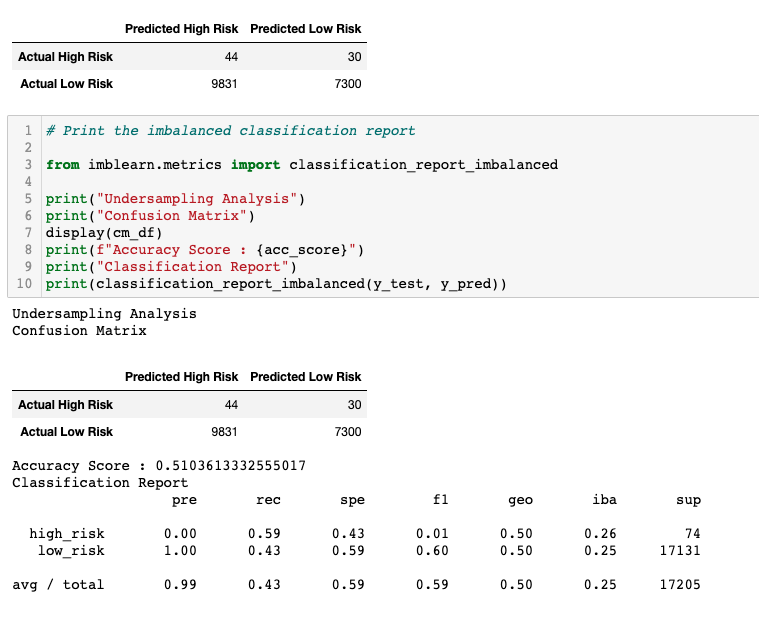 Predicted High Risk Predicted Low Risk
Actual High Risk 44 30
Actual Low Risk 9831 7300
1 # Print the imbalanced classification report
2
3 from imblearn.metrics import classification_report_imbalanced
4
5 print("Undersampling Analysis")
6 print("Confusion Matrix")
7 display(cm_df)
8 print(f"Accuracy Score : {acc_score}")
9 print("Classification Report")
10 print(classification_report_imbalanced(y_test, y_pred))
Undersampling Analysis
Confusion Matrix
Predicted High Risk Predicted Low Risk
Actual High Risk 44 30
Actual Low Risk 9831 7300
Accuracy Score : 0.5103613332555017
Classification Report
pre rec spe f1 geo iba sup
high_risk 0.00 0.59 0.43 0.01 0.50 0.26 74
low_risk 1.00 0.43 0.59 0.60 0.50 0.25 17131
avg / total 0.99 0.43 0.59 0.59 0.50 0.25 17205